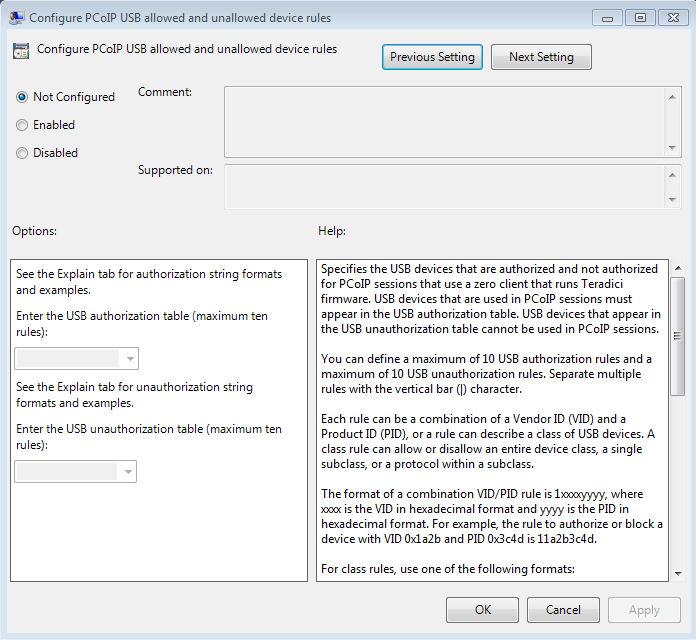 Configure PCoIP USB allowed and unallowed device rules
Configure PCoIP USB allowed and unallowed device rules
Previous Setting
Next Setting
Not Configured
Comment:
Enabled
Disabled
Supported on:
Options:
Help:
See the Explain tab for authorization string formats
and examples.
Enter the USB authorization table (maximum ten
rules):
See the Explain tab for unauthorization string
formats and examples.
Enter the USB unauthorization table (maximum ten
rules):
Specifies the USB devices that are authorized and not authorized
for PCoIP sessions that use a zero client that runs Teradici
firmware. USB devices that are used in PCoIP sessions must
appear in the USB authorization table. USB devices that appear in
the USB unauthorization table cannot be used in PCoIP sessions.
You can define a maximum of 10 USB authorization rules and a
maximum of 10 USB unauthorization rules. Separate multiple
rules with the vertical bar (|) character.
Each rule can be a combination of a Vendor ID (VID) and a
Product ID (PID), or a rule can describe a class of USB devices. A
class rule can allow or disallow an entire device class, a single
subclass, or a protocol within a subclass.
The format of a combination VID/PID rule is 1xxxxyyyy, where
xxxx is the VID in hexadecimal format and yyyy is the PID in
hexadecimal format. For example, the rule to authorize or block a
device with VID 0x1a2b and PID 0x3c4d is 11a2b3c4d.
For class rules, use one of the following formats:
OK
Cancel
Apply